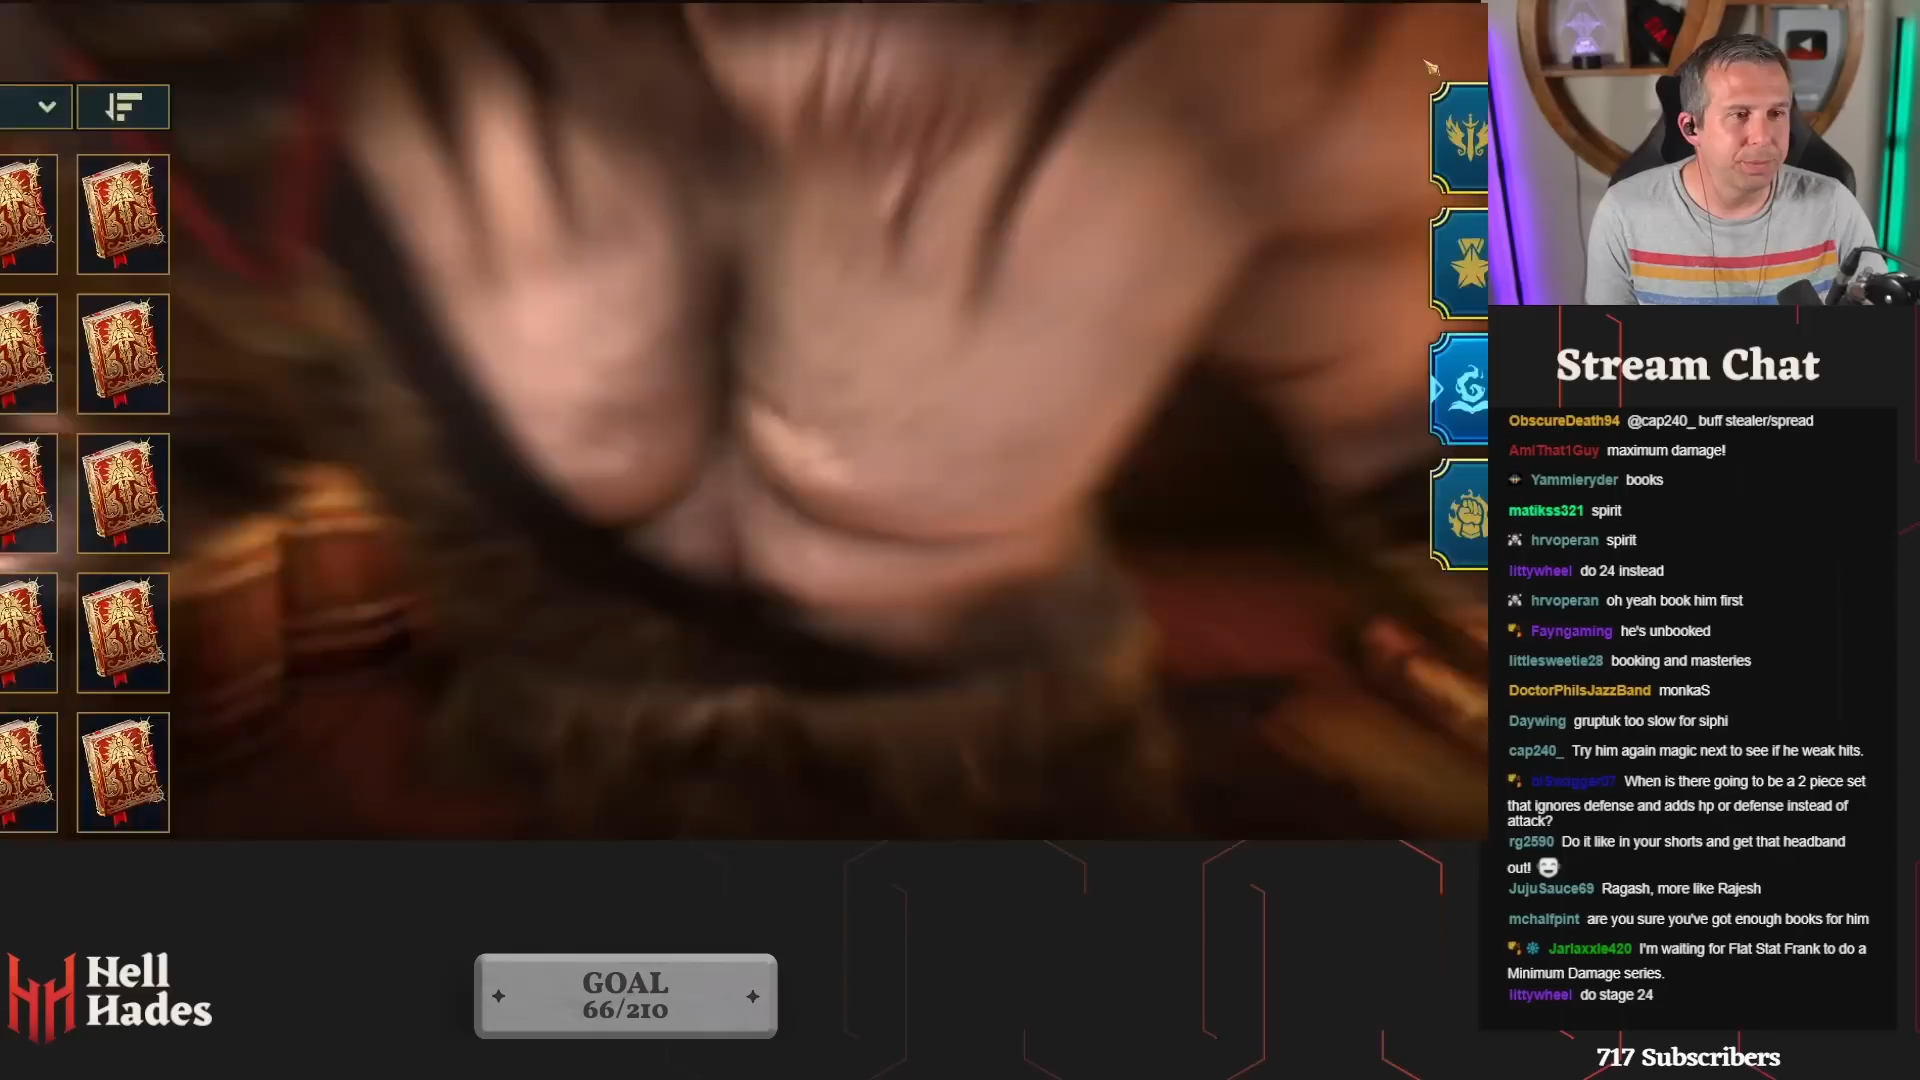 Stream Chat
ObscureDeath94 @cap240_ buff stealer/spread
AmIThat1Guy maximum damage!
Yammieryder books
matikss321 spirit
hrvoperan spirit
littywheel do 24 instead
hrvoperan oh yeah book him first
Fayngaming he's unbooked
littlesweetie28 booking and masteries
DoctorPhilsJazzBand monkaS
Daywing gruptuk too slow for siphi
cap240_ Try him again magic next to see if he weak hits.
When is there going to be a 2 piece set
that ignores defense and adds hp or defense instead of
attack?
rg2590 Do it like in your shorts and get that headband
out!
JujuSauce69 Ragash, more like Rajesh
mchalfpint are you sure you've got enough books for him
Jarlaxxle420 I'm waiting for Flat Stat Frank to do a
Minimum Damage series.
littywheel do stage 24
717 Subscribers
Hell
Hades
GOAL
66/210